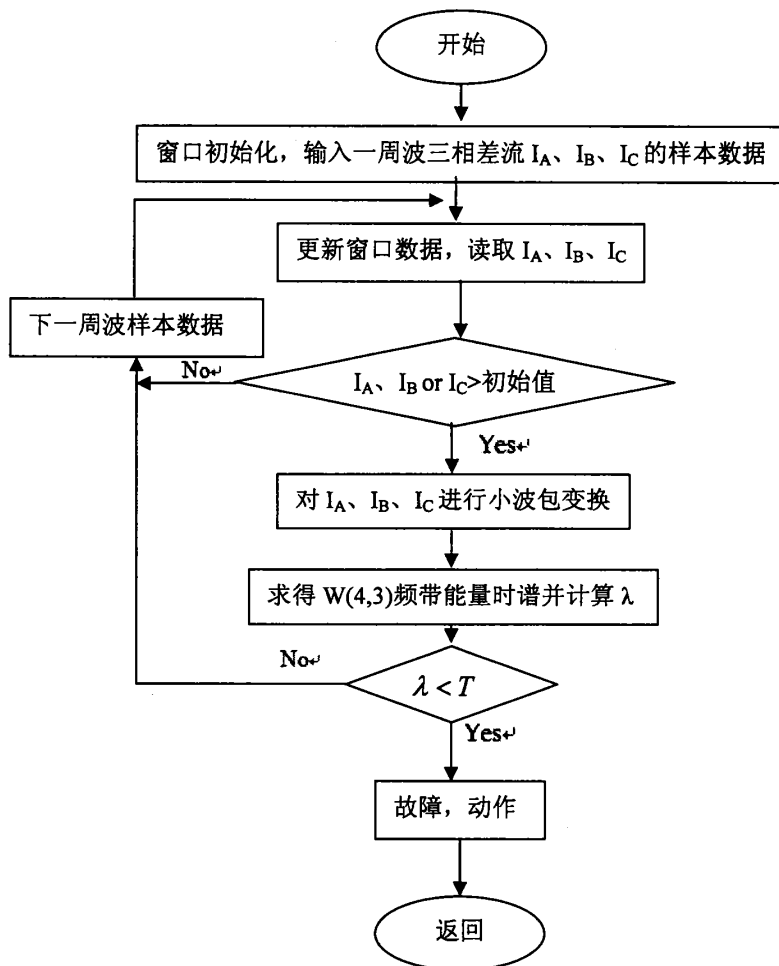 开始
窗口初始化，输入一周波三相差流 IA、IB、IC 的样本数据
更新窗口数据，读取 IA、IB、IC
下一周波样本数据
No↵
IA、IB or IC>初始值
Yes↵
对 IA、IB、IC 进行小波包变换
求得 W(4,3)频带能量时谱并计算 λ
No↵
λ < T
Yes↵
故障，动作
返回